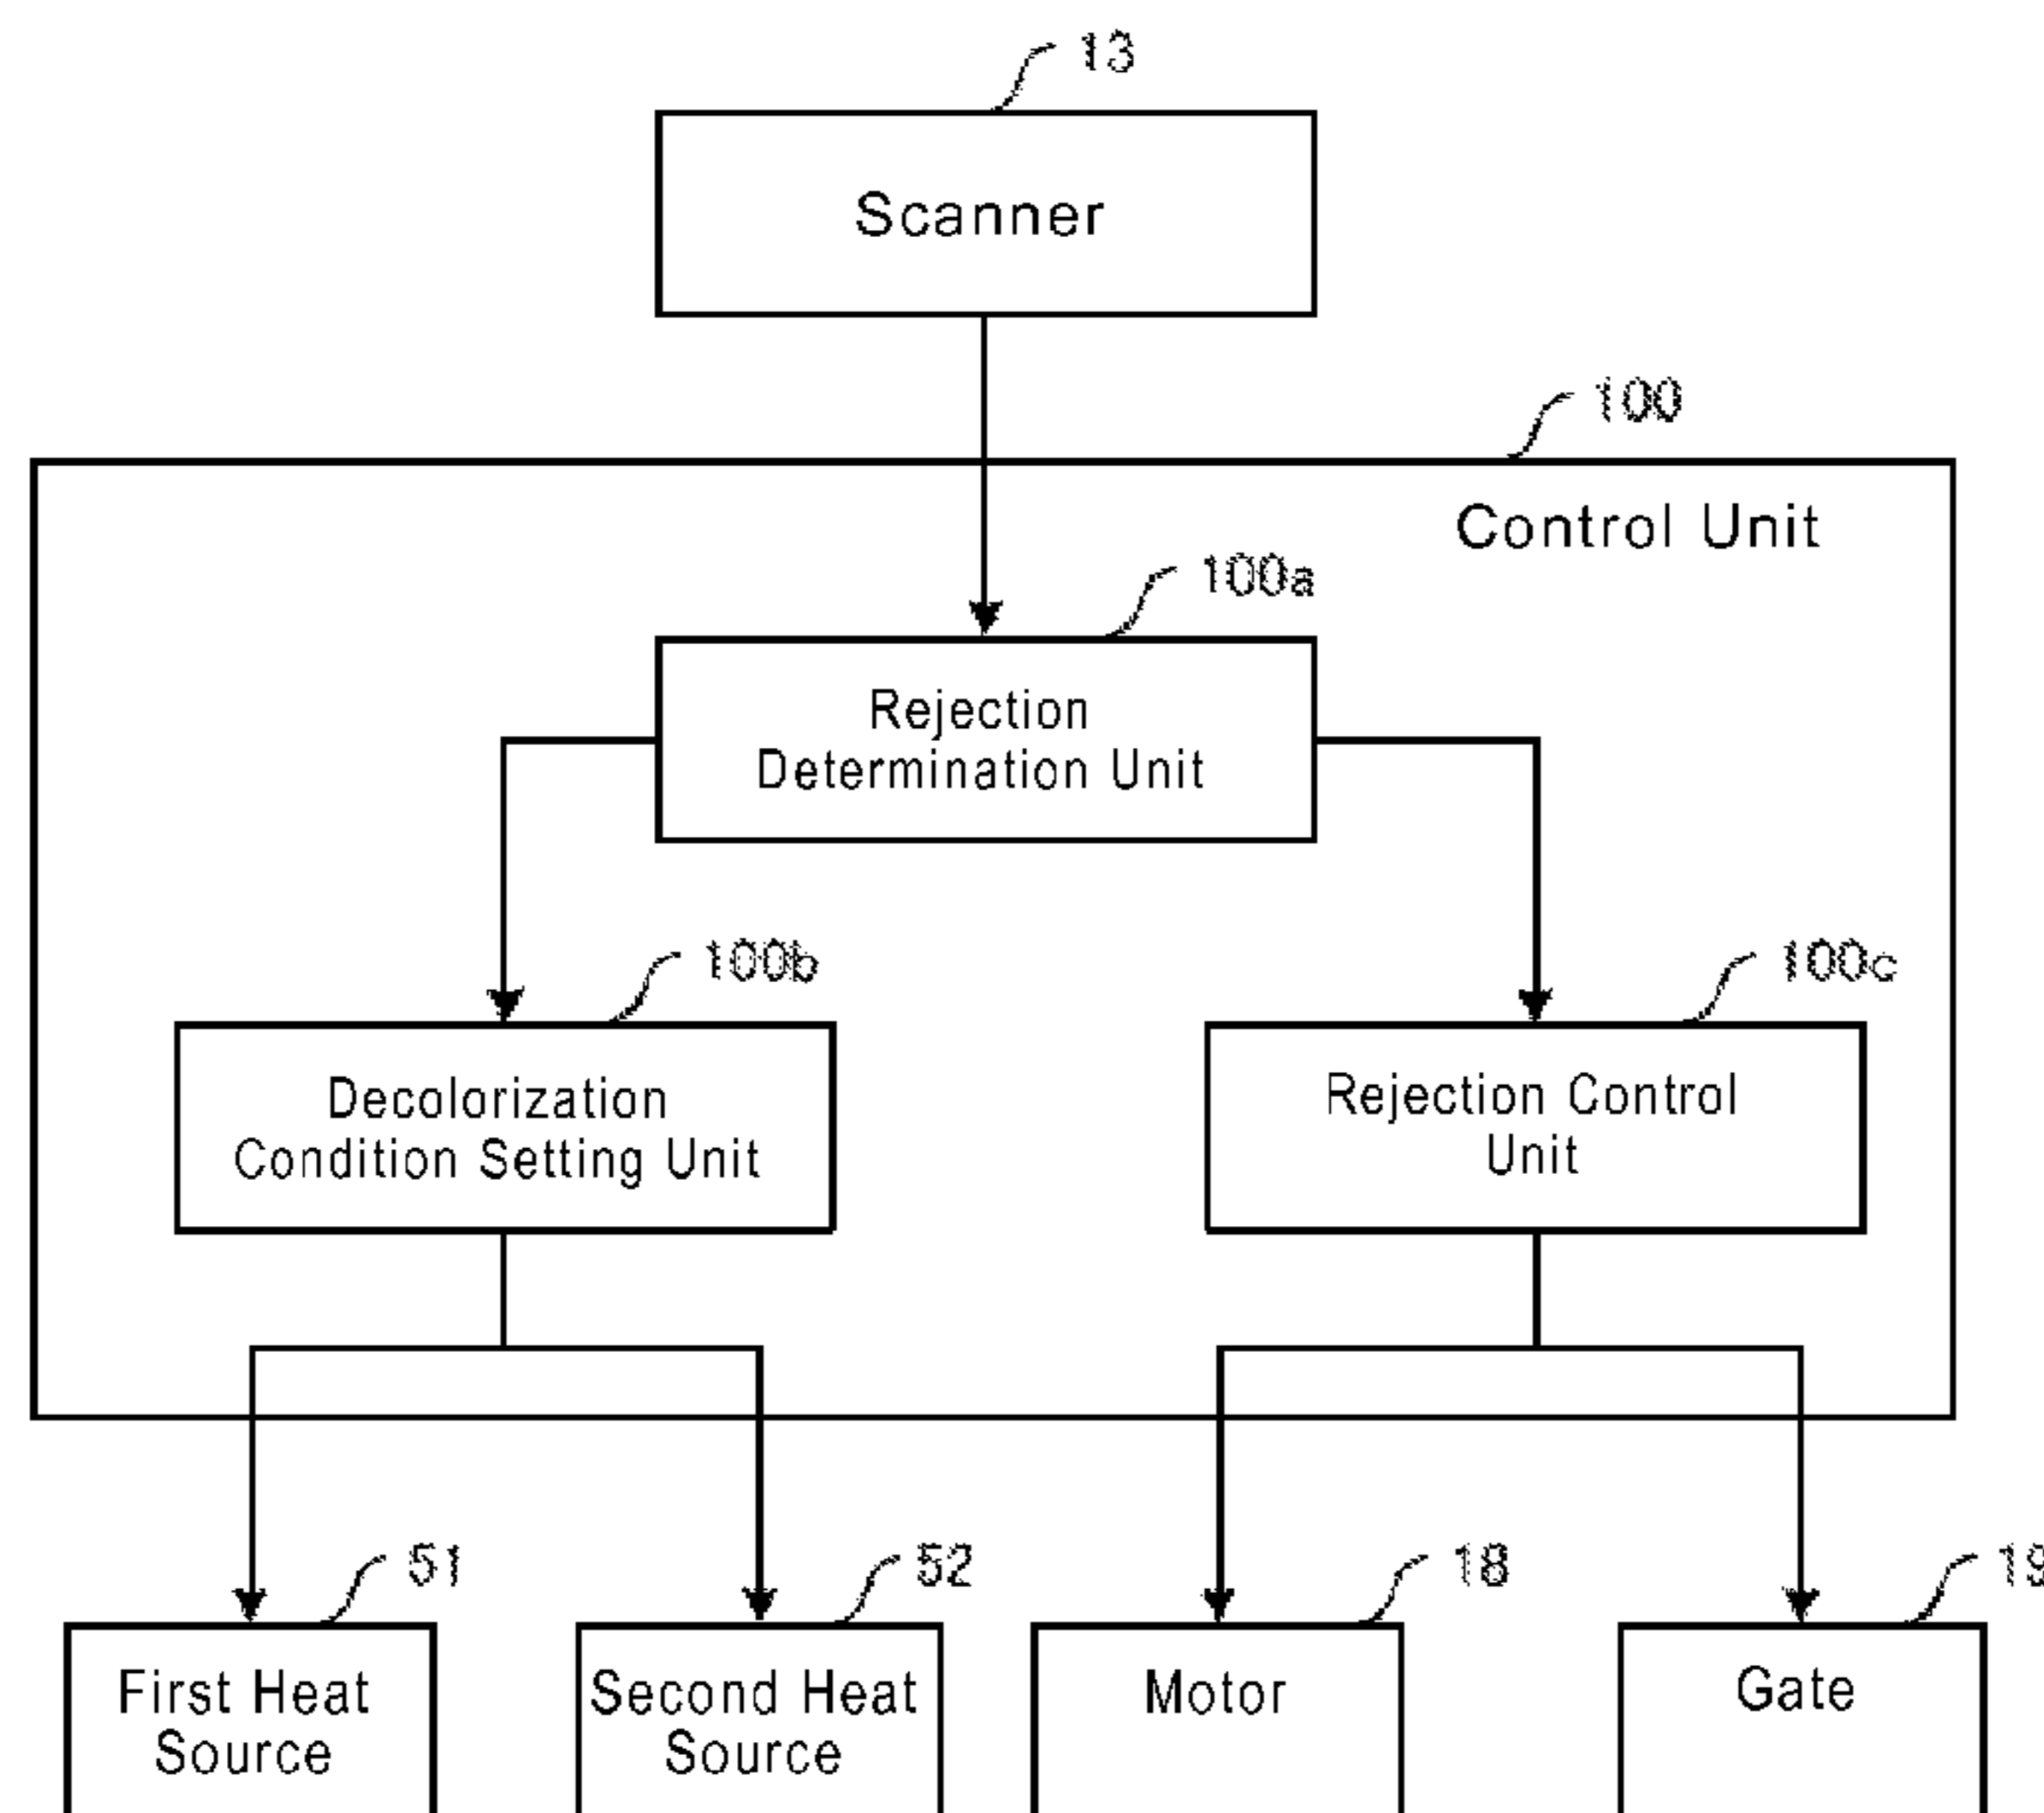 13
Scanner
100
Control Unit
100a
Rejection
Determination Unit
100b
100c
Decolorization
Condition Setting Unit
Rejection Control
Unit
51
52
18
19
First Heat
Source
Second Heat
Source
Motor
Gate